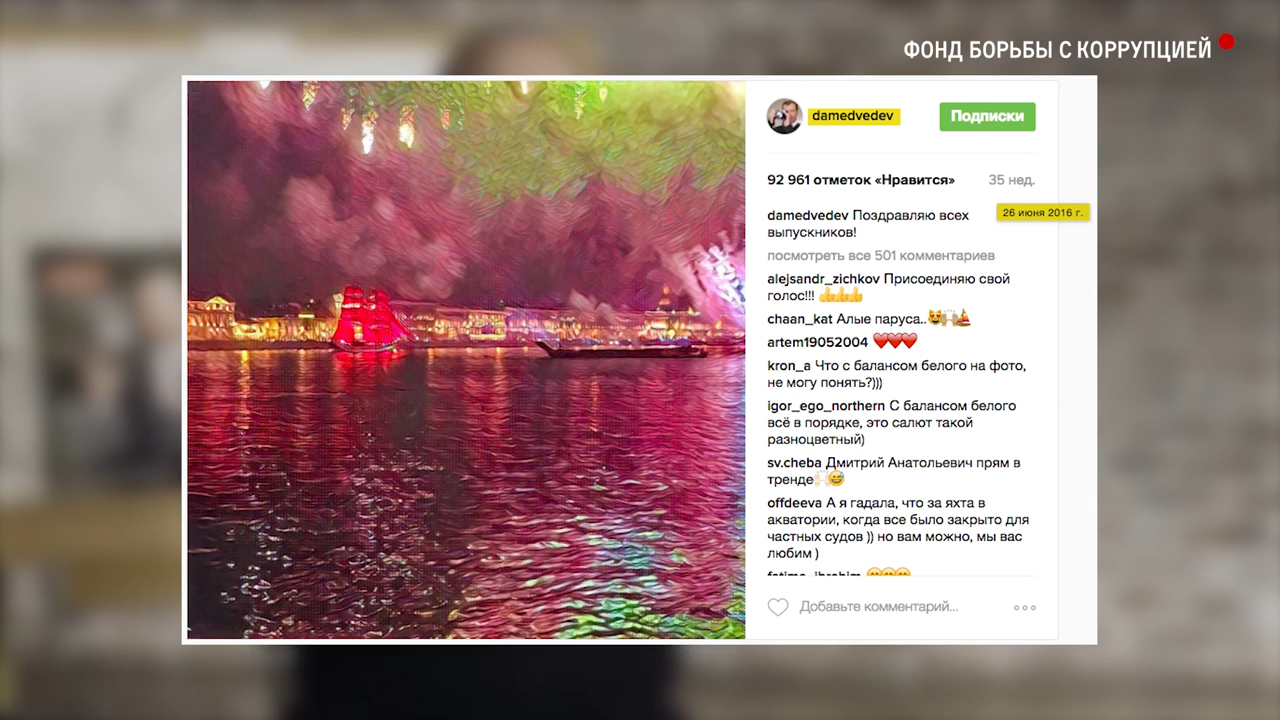 ФОНД БОРЬБЫ С КОРРУПЦИЕЙ
damedvedev
Подписки
92 961 отметок «Нравится»
35 нед.
26 июня 2016 г.
damedvedev Поздравляю всех
выпускников!
посмотреть все 501 комментариев
alejsandr_zichkov Присоединяю свой
голос!!! 👍👍👍
chaan_kat Алые паруса..😻🙌🏻⛵
artem19052004 ❤️❤️❤️
kron_a Что с балансом белого на фото,
не могу понять?)))
igor_ego_northern С балансом белого
всё в порядке, это салют такой
разноцветный)
sv.cheba Дмитрий Анатольевич прям в
тренде🙌🏻😅
offdeeva А я гадала, что за яхта в
акватории, когда все было закрыто для
частных судов )) но вам можно, мы вас
любим )
Добавьте комментарий...